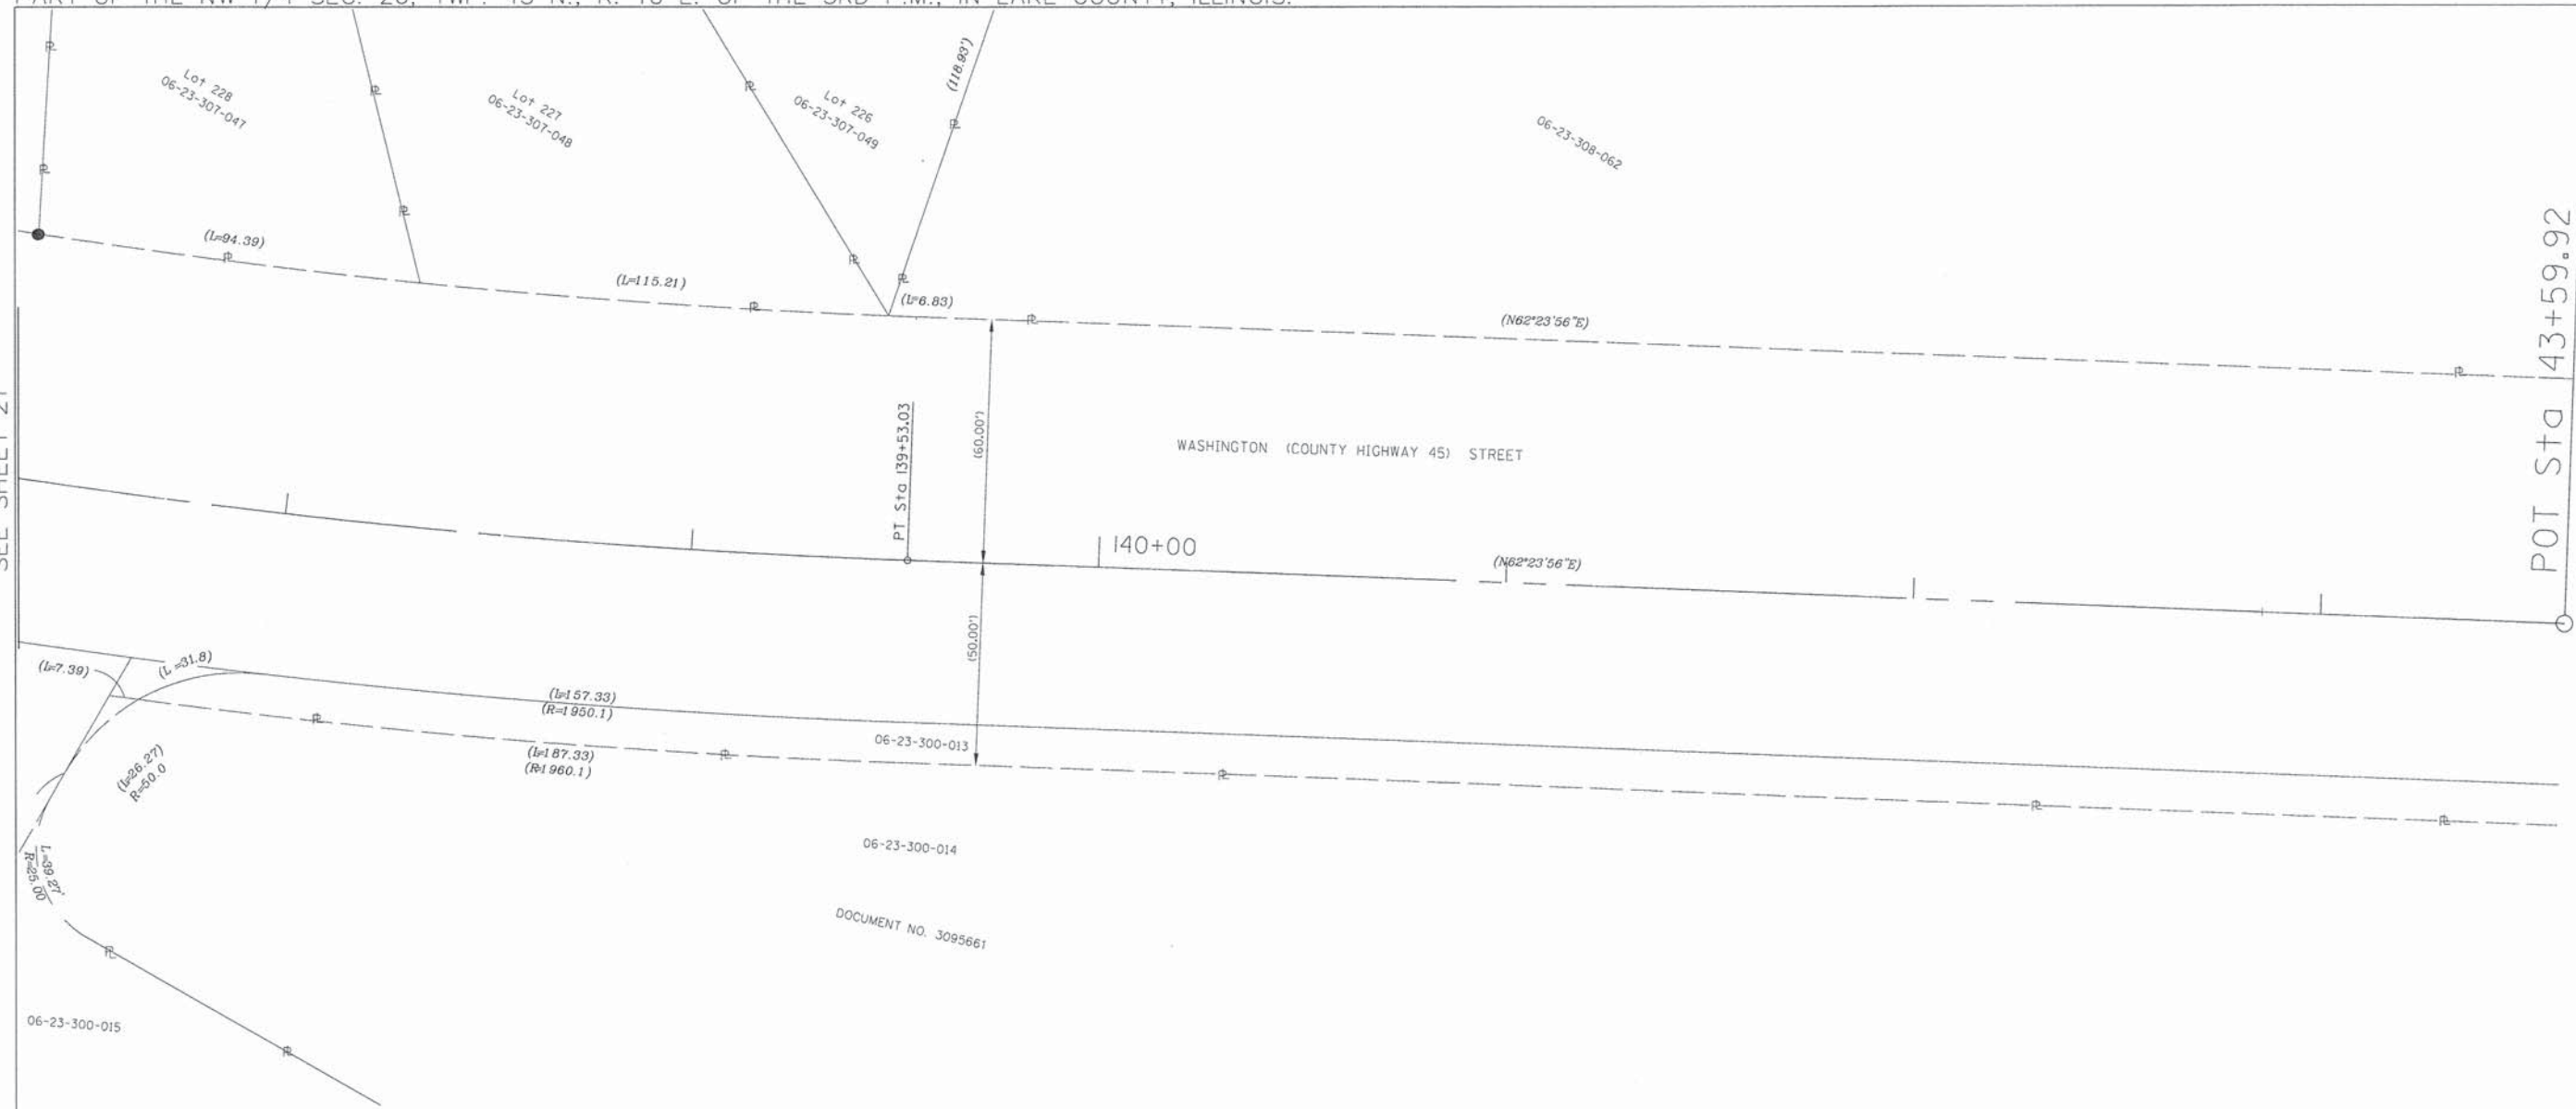 Lot 228
06-23-307-047
Lot 227
06-23-307-048
Lot 226
06-23-307-049
(118.93')
06-23-308-062
(L=94.39)
(L=115.21)
(L=6.83)
(N62°23'56"E)
POT Sta 143+59.92
SEE SHEET 21
PT Sta 139+53.03
(60.00')
WASHINGTON (COUNTY HIGHWAY 45) STREET
140+00
(N62°23'56"E)
(50.00')
(L=7.39)
(L =31.8)
(L=157.33)
(R=1950.1)
06-23-300-013
(L=187.33)
(R=1960.1)
(L=26.27)
R=50.0
L=39.27'
R=25.00
06-23-300-014
DOCUMENT NO. 3095661
06-23-300-015